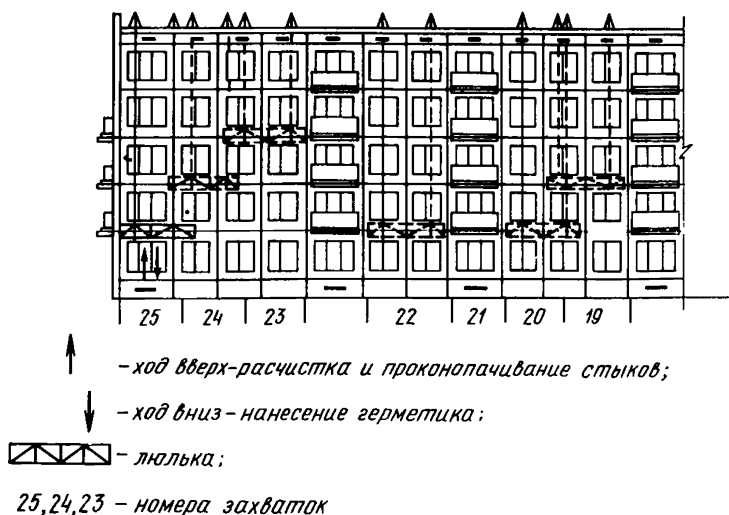 25 24 23 22 21 20 19
- ход вверх - расчистка и проконопачивание стыков;
- ход вниз - нанесение герметика;
- люлька;
25, 24, 23 - номера захваток